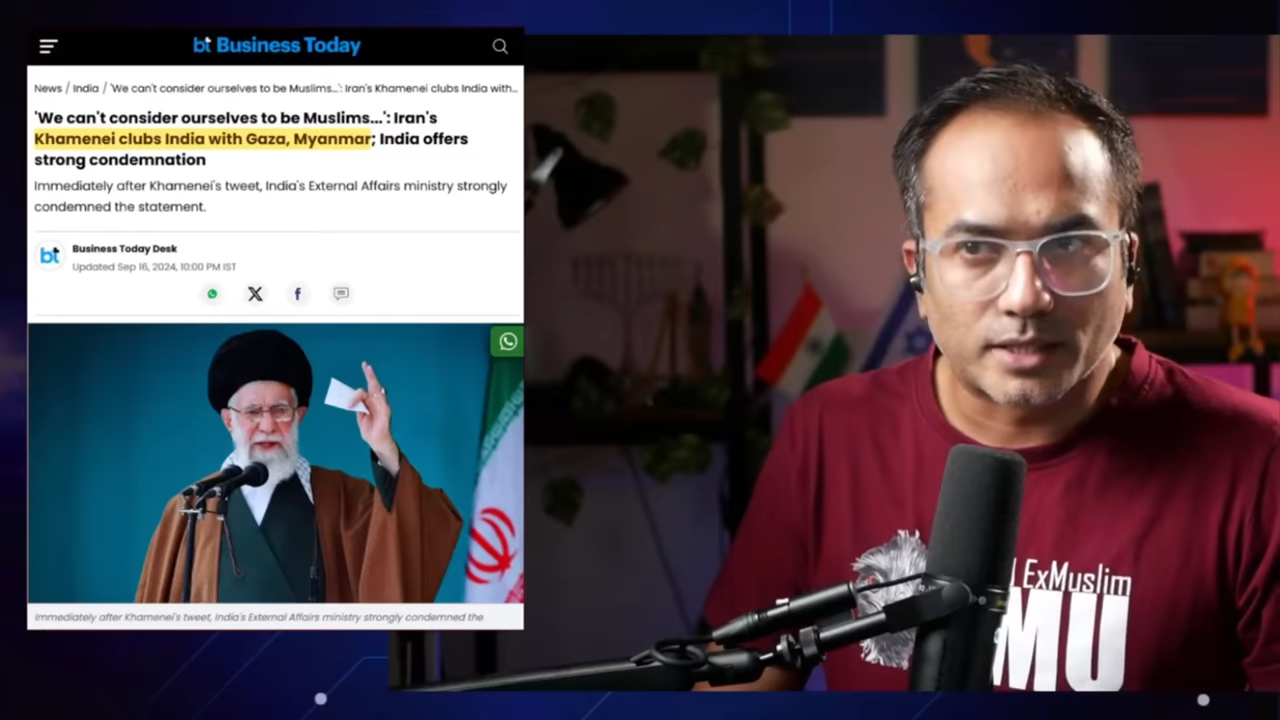 bt Business Today
News / India / 'We can't consider ourselves to be Muslims...': Iran's Khamenei clubs India with...
'We can't consider ourselves to be Muslims...': Iran's
Khamenei clubs India with Gaza, Myanmar; India offers
strong condemnation
Immediately after Khamenei's tweet, India's External Affairs ministry strongly
condemned the statement.
bt
Business Today Desk
Updated Sep 16, 2024, 10:00 PM IST
Immediately after Khamenei's tweet, India's External Affairs ministry strongly condemned the
ExMuslim
MU